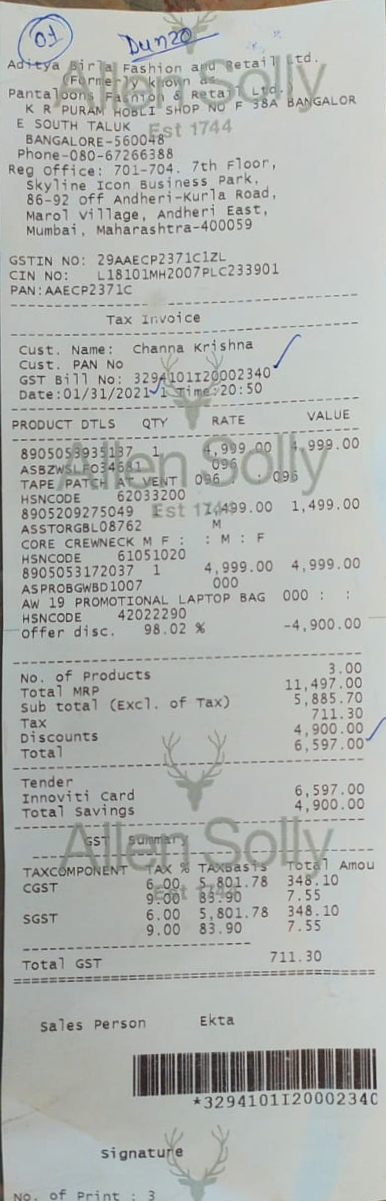 01
Dunzo
Aditya Birla Fashion and Retail Ltd.
(Formerly known as
Pantaloons Fashion & Retail Ltd.)
K R PURAM HOBLI SHOP NO F 38A BANGALOR
E SOUTH TALUK
Allen Solly
Est 1744
BANGALORE-560048
Phone-080-67266388
Reg Office: 701-704. 7th Floor,
Skyline Icon Business Park,
86-92 off Andheri-Kurla Road,
Marol Village, Andheri East,
Mumbai, Maharashtra-400059
GSTIN NO: 29AAECP2371C1ZL
CIN NO: L18101MH2007PLC233901
PAN:AAECP2371C
Tax Invoice
Cust. Name: Channa Krishna
Cust. PAN No
GST Bill No: 3294101I20002340
Date:01/31/2021 1 Time:20:50
PRODUCT DTLS QTY RATE VALUE
8905053935137 1 4,999.00 4,999.00
ASBZWSLF034681 096
Allen Solly
TAPE PATCH AT VENT 096 : 096
HSNCODE 62033200
Est 1744
8905209275049 1 1,499.00 1,499.00
ASSTORGBL08762 M
CORE CREWNECK M F : : M : F
HSNCODE 61051020
8905053172037 1 4,999.00 4,999.00
ASPROBGWBD1007 000
AW 19 PROMOTIONAL LAPTOP BAG 000 : :
HSNCODE 42022290
offer disc. 98.02 % -4,900.00
No. of Products 3.00
Total MRP 11,497.00
Sub total (Excl. of Tax) 5,885.70
Tax 711.30
Discounts 4,900.00
Total 6,597.00
Tender
Innoviti Card 6,597.00
Total Savings 4,900.00
GST Summary
Allen Solly
TAXCOMPONENT TAX % TAXBasis Total Amou
CGST 6.00 5,801.78 348.10
9.00 83.90 7.55
Est 1744
SGST 6.00 5,801.78 348.10
9.00 83.90 7.55
Total GST 711.30
Sales Person Ekta
*3294101I20002340
Signature
No. of Print : 3